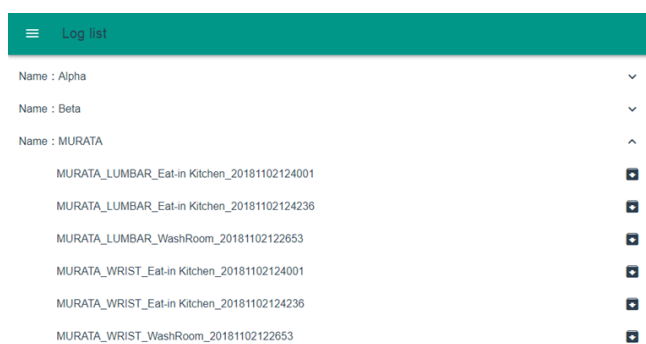 Log list
Name : Alpha
Name : Beta
Name : MURATA
MURATA_LUMBAR_Eat-in Kitchen_20181102124001
MURATA_LUMBAR_Eat-in Kitchen_20181102124236
MURATA_LUMBAR_WashRoom_20181102122653
MURATA_WRIST_Eat-in Kitchen_20181102124001
MURATA_WRIST_Eat-in Kitchen_20181102124236
MURATA_WRIST_WashRoom_20181102122653